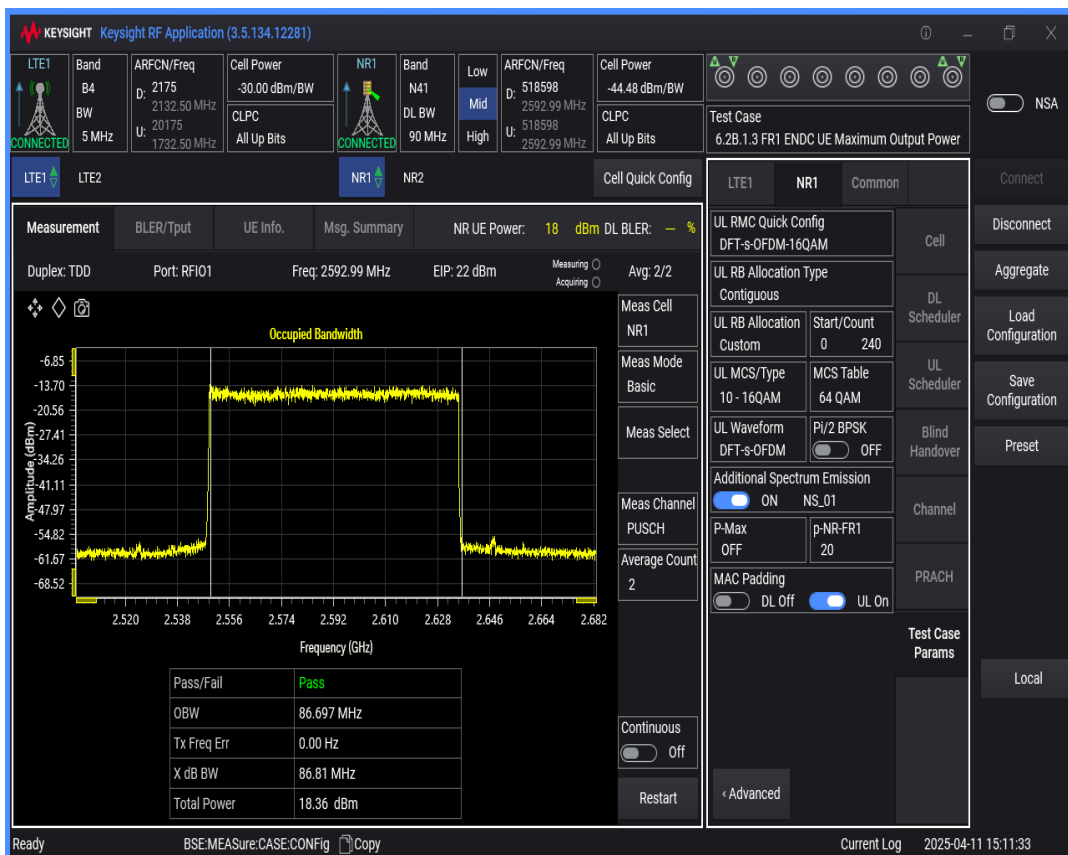 KEYSIGHT Keysight RF Application (3.5.134.12281)
LTE1 Band ARFCN/Freq Cell Power NR1 Band Low ARFCN/Freq Cell Power
B4 D: 2175 -30.00 dBm/BW N41 D: 518598 -44.48 dBm/BW
2132.50 MHz Mid 2592.99 MHz
BW U: 20175 CLPC DL BW U: 518598 CLPC
CONNECTED 5 MHz 1732.50 MHz All Up Bits CONNECTED 90 MHz High 2592.99 MHz All Up Bits
Test Case
6.2B.1.3 FR1 ENDC UE Maximum Output Power
NSA
LTE1 LTE2 NR1 NR2 Cell Quick Config
Measurement BLER/Tput UE Info. Msg. Summary NR UE Power: 18 dBm DL BLER: — %
Duplex: TDD Port: RFIO1 Freq: 2592.99 MHz EIP: 22 dBm Measuring Avg: 2/2
Acquiring
Occupied Bandwidth
Amplitude (dBm)
-6.85
-13.70
-20.56
-27.41
-34.26
-41.11
-47.97
-54.82
-61.67
-68.52
2.520 2.538 2.556 2.574 2.592 2.610 2.628 2.646 2.664 2.682
Frequency (GHz)
Pass/Fail Pass
OBW 86.697 MHz
Tx Freq Err 0.00 Hz
X dB BW 86.81 MHz
Total Power 18.36 dBm
Meas Cell
NR1
Meas Mode
Basic
Meas Select
Meas Channel
PUSCH
Average Count
2
Continuous
Off
Restart
LTE1 NR1 Common
UL RMC Quick Config
DFT-s-OFDM-16QAM
UL RB Allocation Type
Contiguous
UL RB Allocation Start/Count
Custom 0 240
UL MCS/Type MCS Table
10 - 16QAM 64 QAM
UL Waveform Pi/2 BPSK
DFT-s-OFDM OFF
Additional Spectrum Emission
ON NS_01
P-Max p-NR-FR1
OFF 20
MAC Padding
DL Off UL On
‹ Advanced
Cell
DL
Scheduler
UL
Scheduler
Blind
Handover
Channel
PRACH
Test Case
Params
Connect
Disconnect
Aggregate
Load
Configuration
Save
Configuration
Preset
Local
Ready BSE:MEASure:CASE:CONFig Copy Current Log 2025-04-11 15:11:33